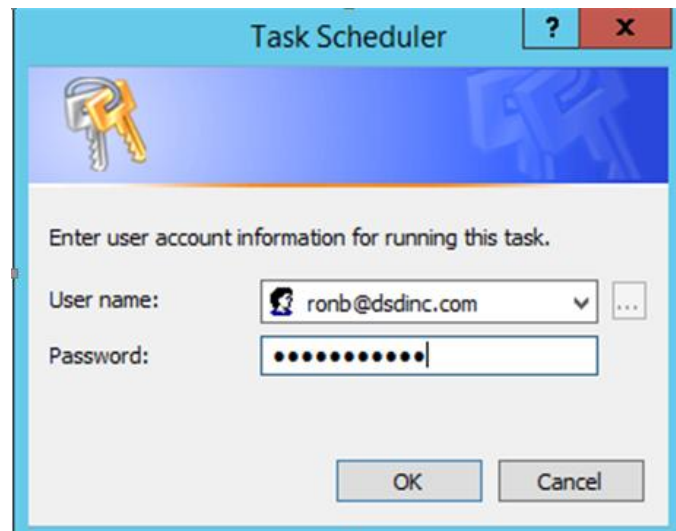 Task Scheduler
?
x
Enter user account information for running this task.
User name:
ronb@dsdinc.com
...
Password:
●●●●●●●●●●●
OK
Cancel